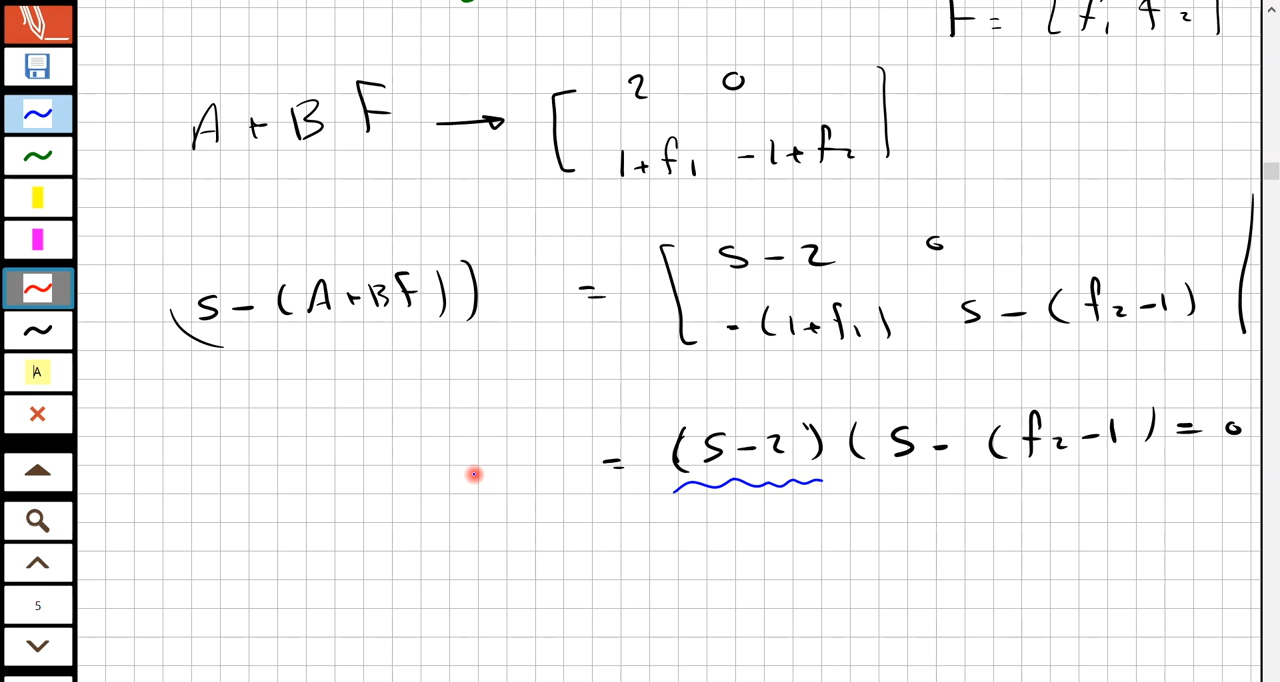 F = [ f₁ f₂ ]
A + B F → [ 2 0
1+f₁ -1+f₂ ]
(s - (A+BF)) = [ s-2 0
-(1+f₁) s-(f₂-1) |
= (s-2) (s - (f₂-1) = 0
A
5